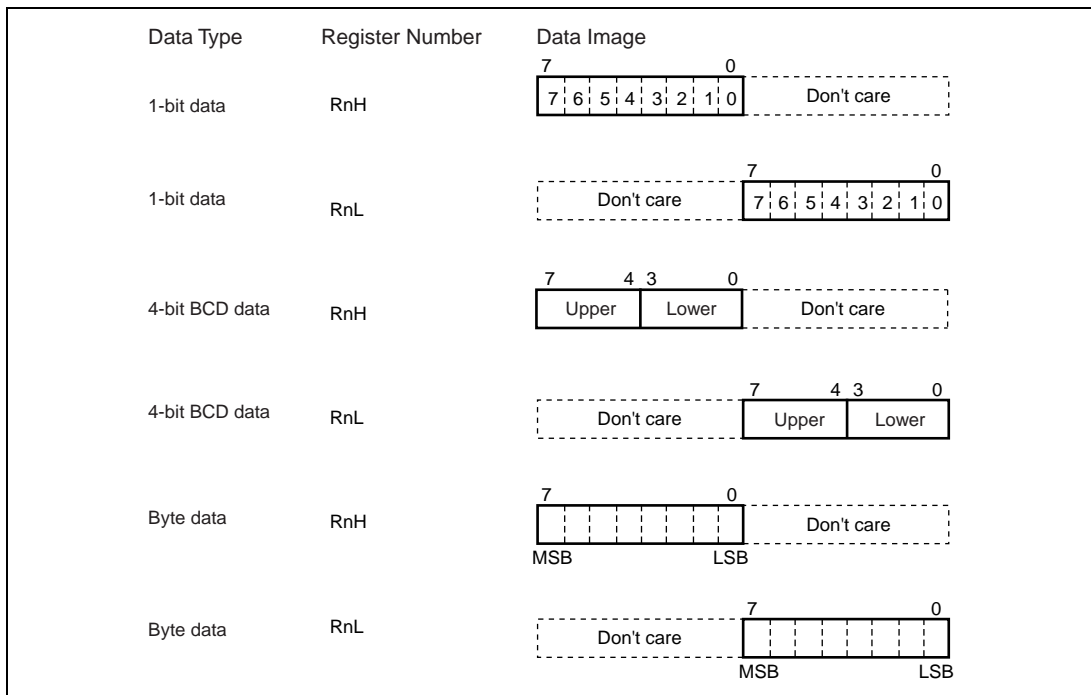 Data Type Register Number Data Image
7 0
1-bit data RnH 7 6 5 4 3 2 1 0 Don't care
7 0
1-bit data RnL Don't care 7 6 5 4 3 2 1 0
7 4 3 0
4-bit BCD data RnH Upper Lower Don't care
7 4 3 0
4-bit BCD data RnL Don't care Upper Lower
7 0
Byte data RnH Don't care
MSB LSB
7 0
Byte data RnL Don't care
MSB LSB